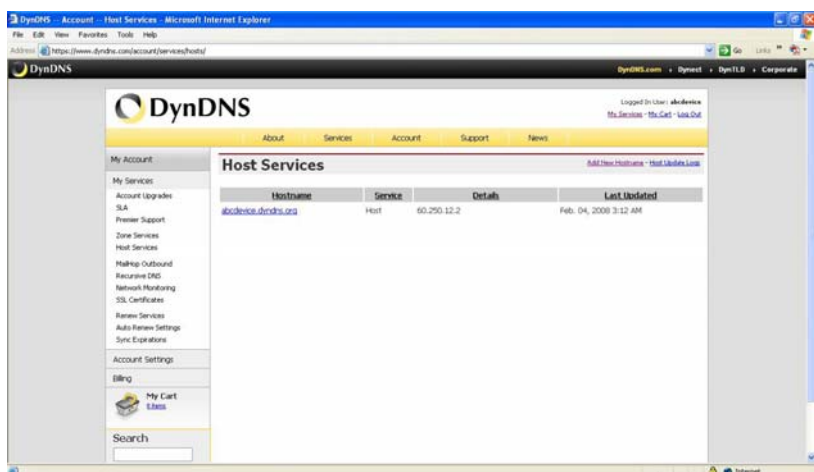 DynDNS -- Account -- Host Services - Microsoft Internet Explorer
File Edit View Favorites Tools Help
Address https://www.dyndns.com/account/services/hosts/ Go Links
DynDNS DynDNS.com Dynect DynTLD Corporate
DynDNS
Logged In User: abcdevice
My Services - My Cart - Log Out
About Services Account Support News
My Account
My Services
Account Upgrades
SLA
Premier Support
Zone Services
Host Services
MailHop Outbound
Recursive DNS
Network Monitoring
SSL Certificates
Renew Services
Auto Renew Settings
Sync Expirations
Account Settings
Billing
My Cart
0 items
Search
Host Services
Add New Hostname - Host Update Logs
Hostname Service Details Last Updated
abcdevice.dyndns.org Host 60.250.12.2 Feb. 04, 2008 3:12 AM
Internet